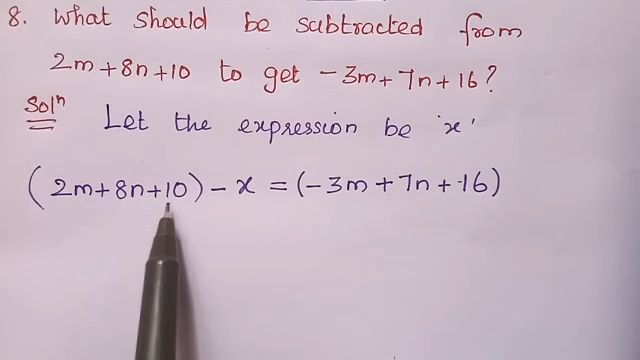 8. What should be subtracted from
2m+8n+10 to get -3m+7n+16?
Solⁿ Let the expression be 'x'
(2m+8n+10) - x = (-3m+7n+16)